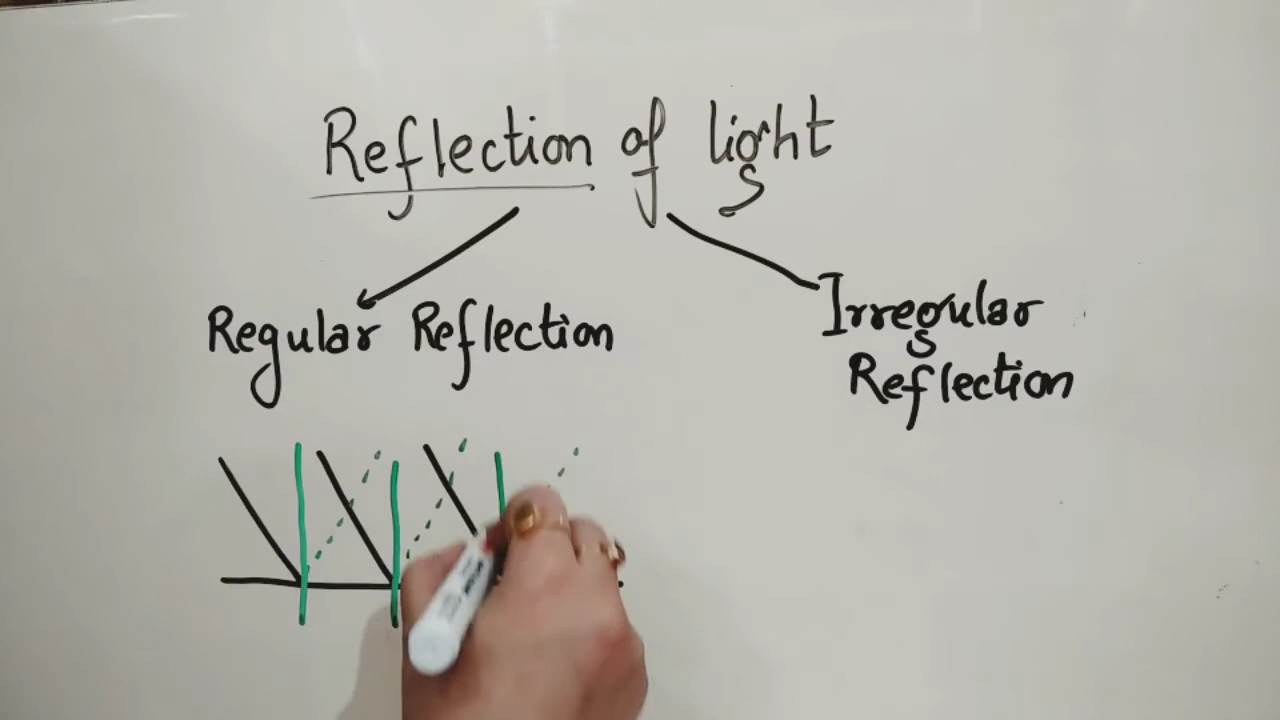 Reflection of light
Regular Reflection
Irregular
Reflection